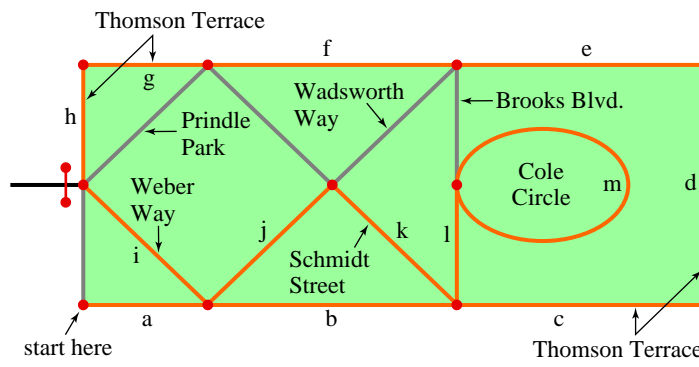 Thomson Terrace
f
e
g
h
Wadsworth
Way
Brooks Blvd.
Prindle
Park
Weber
Way
Cole
Circle
m
d
i
j
k
l
Schmidt
Street
a
b
c
start here
Thomson Terrace